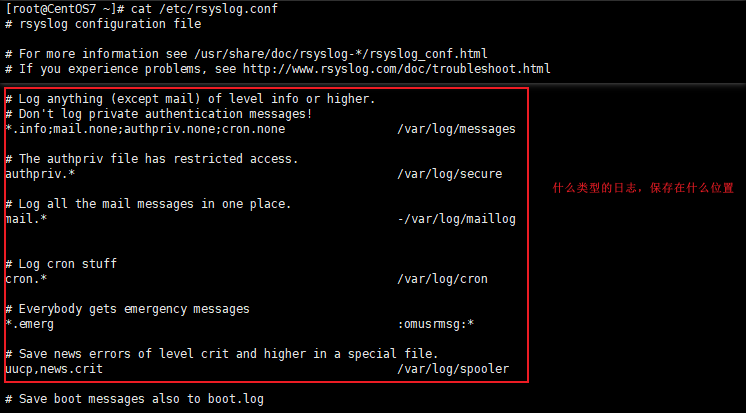 [root@CentOS7 ~]# cat /etc/rsyslog.conf
# rsyslog configuration file
# For more information see /usr/share/doc/rsyslog-*/rsyslog_conf.html
# If you experience problems, see http://www.rsyslog.com/doc/troubleshoot.html
# Log anything (except mail) of level info or higher.
# Don't log private authentication messages!
*.info;mail.none;authpriv.none;cron.none /var/log/messages
# The authpriv file has restricted access.
authpriv.* /var/log/secure
什么类型的日志，保存在什么位置
# Log all the mail messages in one place.
mail.* -/var/log/maillog
# Log cron stuff
cron.* /var/log/cron
# Everybody gets emergency messages
*.emerg :omusrmsg:*
# Save news errors of level crit and higher in a special file.
uucp,news.crit /var/log/spooler
# Save boot messages also to boot.log